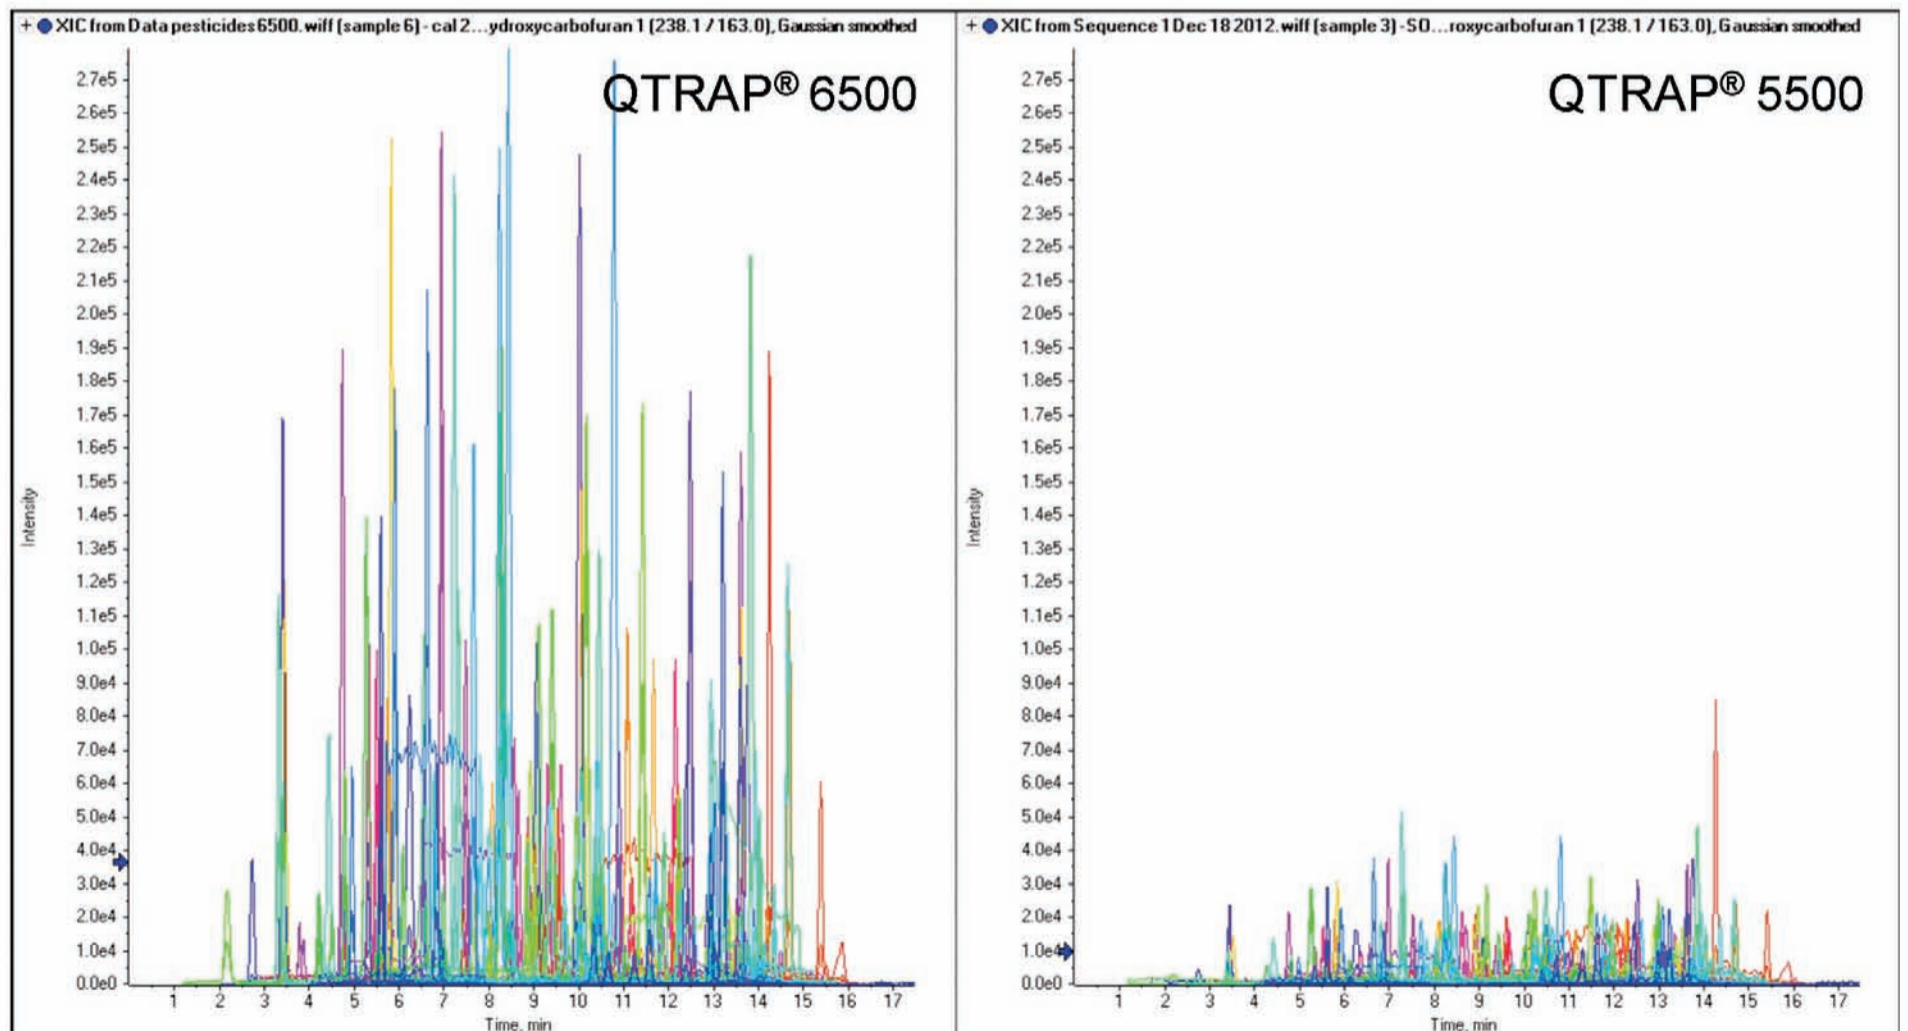 + XIC from Data pesticides 6500.wiff (sample 6) - cal 2...ydroxycarbofuran 1 (238.1 / 163.0), Gaussian smoothed
QTRAP® 6500
2.7e5
2.6e5
2.5e5
2.4e5
2.3e5
2.2e5
2.1e5
2.0e5
1.9e5
1.8e5
1.7e5
1.6e5
1.5e5
1.4e5
1.3e5
1.2e5
1.1e5
1.0e5
9.0e4
8.0e4
7.0e4
6.0e4
5.0e4
4.0e4
3.0e4
2.0e4
1.0e4
0.0e0
Intensity
1 2 3 4 5 6 7 8 9 10 11 12 13 14 15 16 17
Time, min
+ XIC from Sequence 1 Dec 18 2012.wiff (sample 3) - SO...roxycarbofuran 1 (238.1 / 163.0), Gaussian smoothed
QTRAP® 5500
2.7e5
2.6e5
2.5e5
2.4e5
2.3e5
2.2e5
2.1e5
2.0e5
1.9e5
1.8e5
1.7e5
1.6e5
1.5e5
1.4e5
1.3e5
1.2e5
1.1e5
1.0e5
9.0e4
8.0e4
7.0e4
6.0e4
5.0e4
4.0e4
3.0e4
2.0e4
1.0e4
0.0e0
Intensity
1 2 3 4 5 6 7 8 9 10 11 12 13 14 15 16 17
Time, min